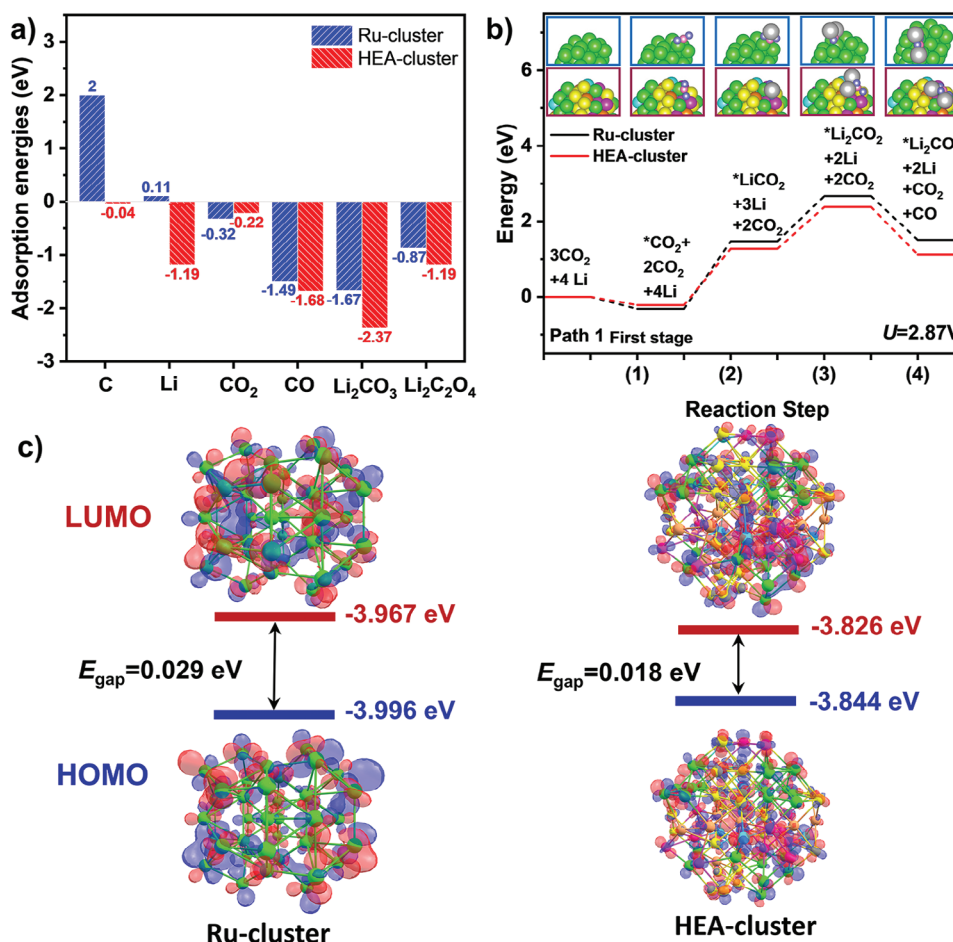 a)
Adsorption energies (eV)
3
2
1
0
-1
-2
-3
Ru-cluster
HEA-cluster
2
-0.04
0.11
-1.19
-0.32
-0.22
-1.49
-1.68
-1.67
-2.37
-0.87
-1.19
C
Li
CO₂
CO
Li₂CO₃
Li₂C₂O₄
b)
Energy (eV)
6
4
2
0
Ru-cluster
HEA-cluster
3CO₂
+4 Li
*CO₂+
2CO₂
+4Li
*LiCO₂
+3Li
+2CO₂
*Li₂CO₂
+2Li
+2CO₂
*Li₂CO
+2Li
+CO₂
+CO
Path 1 First stage
U=2.87V
(1)
(2)
(3)
(4)
Reaction Step
c)
LUMO
-3.967 eV
E_gap=0.029 eV
-3.996 eV
HOMO
Ru-cluster
-3.826 eV
E_gap=0.018 eV
-3.844 eV
HEA-cluster